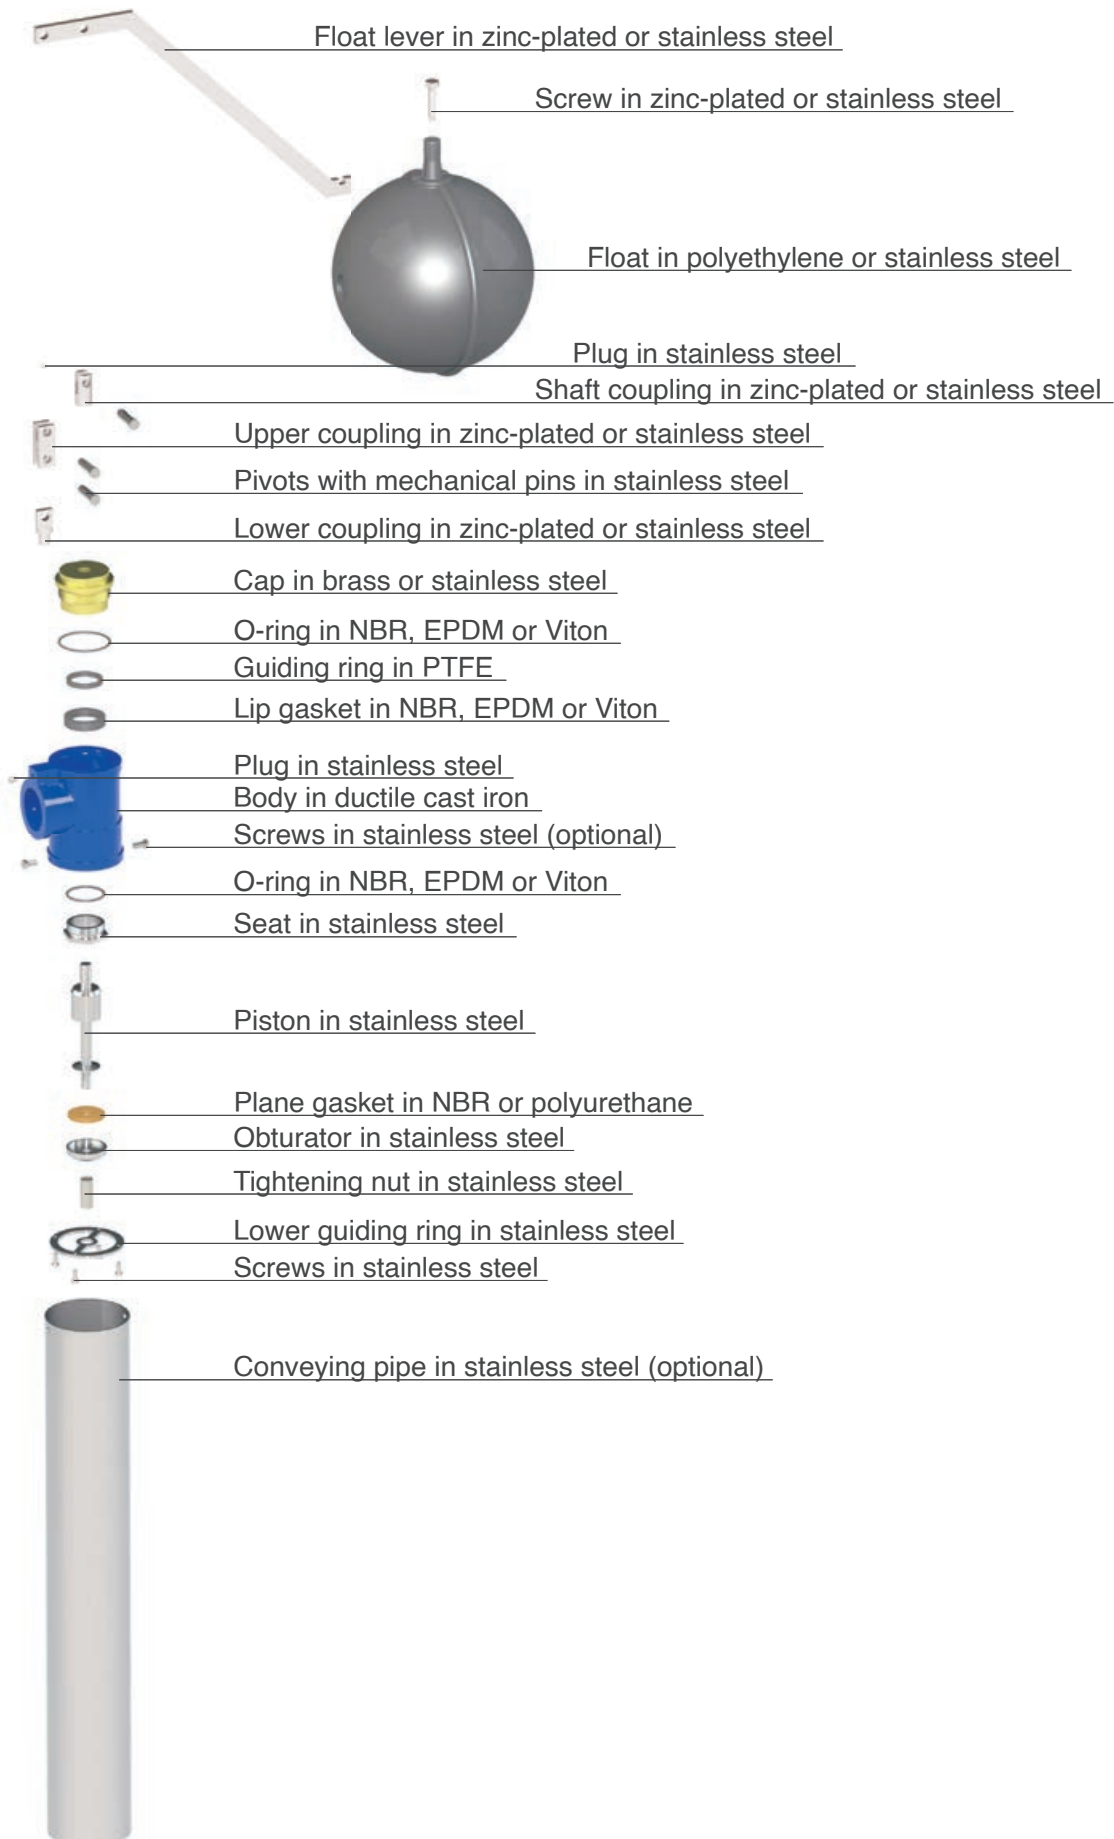 Float lever in zinc-plated or stainless steel
Screw in zinc-plated or stainless steel
Float in polyethylene or stainless steel
Plug in stainless steel
Shaft coupling in zinc-plated or stainless steel
Upper coupling in zinc-plated or stainless steel
Pivots with mechanical pins in stainless steel
Lower coupling in zinc-plated or stainless steel
Cap in brass or stainless steel
O-ring in NBR, EPDM or Viton
Guiding ring in PTFE
Lip gasket in NBR, EPDM or Viton
Plug in stainless steel
Body in ductile cast iron
Screws in stainless steel (optional)
O-ring in NBR, EPDM or Viton
Seat in stainless steel
Piston in stainless steel
Plane gasket in NBR or polyurethane
Obturator in stainless steel
Tightening nut in stainless steel
Lower guiding ring in stainless steel
Screws in stainless steel
Conveying pipe in stainless steel (optional)